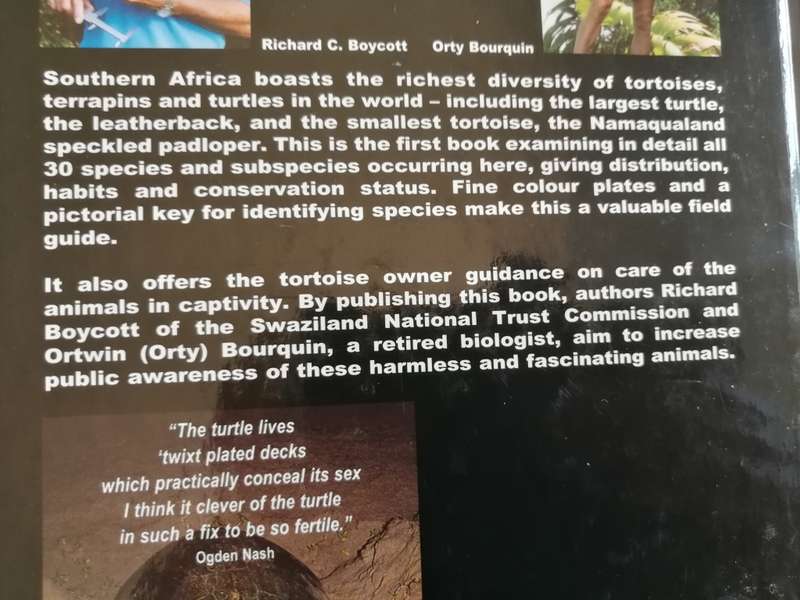 Richard C. Boycott Orty Bourquin
Southern Africa boasts the richest diversity of tortoises,
terrapins and turtles in the world – including the largest turtle,
the leatherback, and the smallest tortoise, the Namaqualand
speckled padloper. This is the first book examining in detail all
30 species and subspecies occurring here, giving distribution,
habits and conservation status. Fine colour plates and a
pictorial key for identifying species make this a valuable field
guide.
It also offers the tortoise owner guidance on care of the
animals in captivity. By publishing this book, authors Richard
Boycott of the Swaziland National Trust Commission and
Ortwin (Orty) Bourquin, a retired biologist, aim to increase
public awareness of these harmless and fascinating animals.
“The turtle lives
‘twixt plated decks
which practically conceal its sex
I think it clever of the turtle
in such a fix to be so fertile.”
Ogden Nash